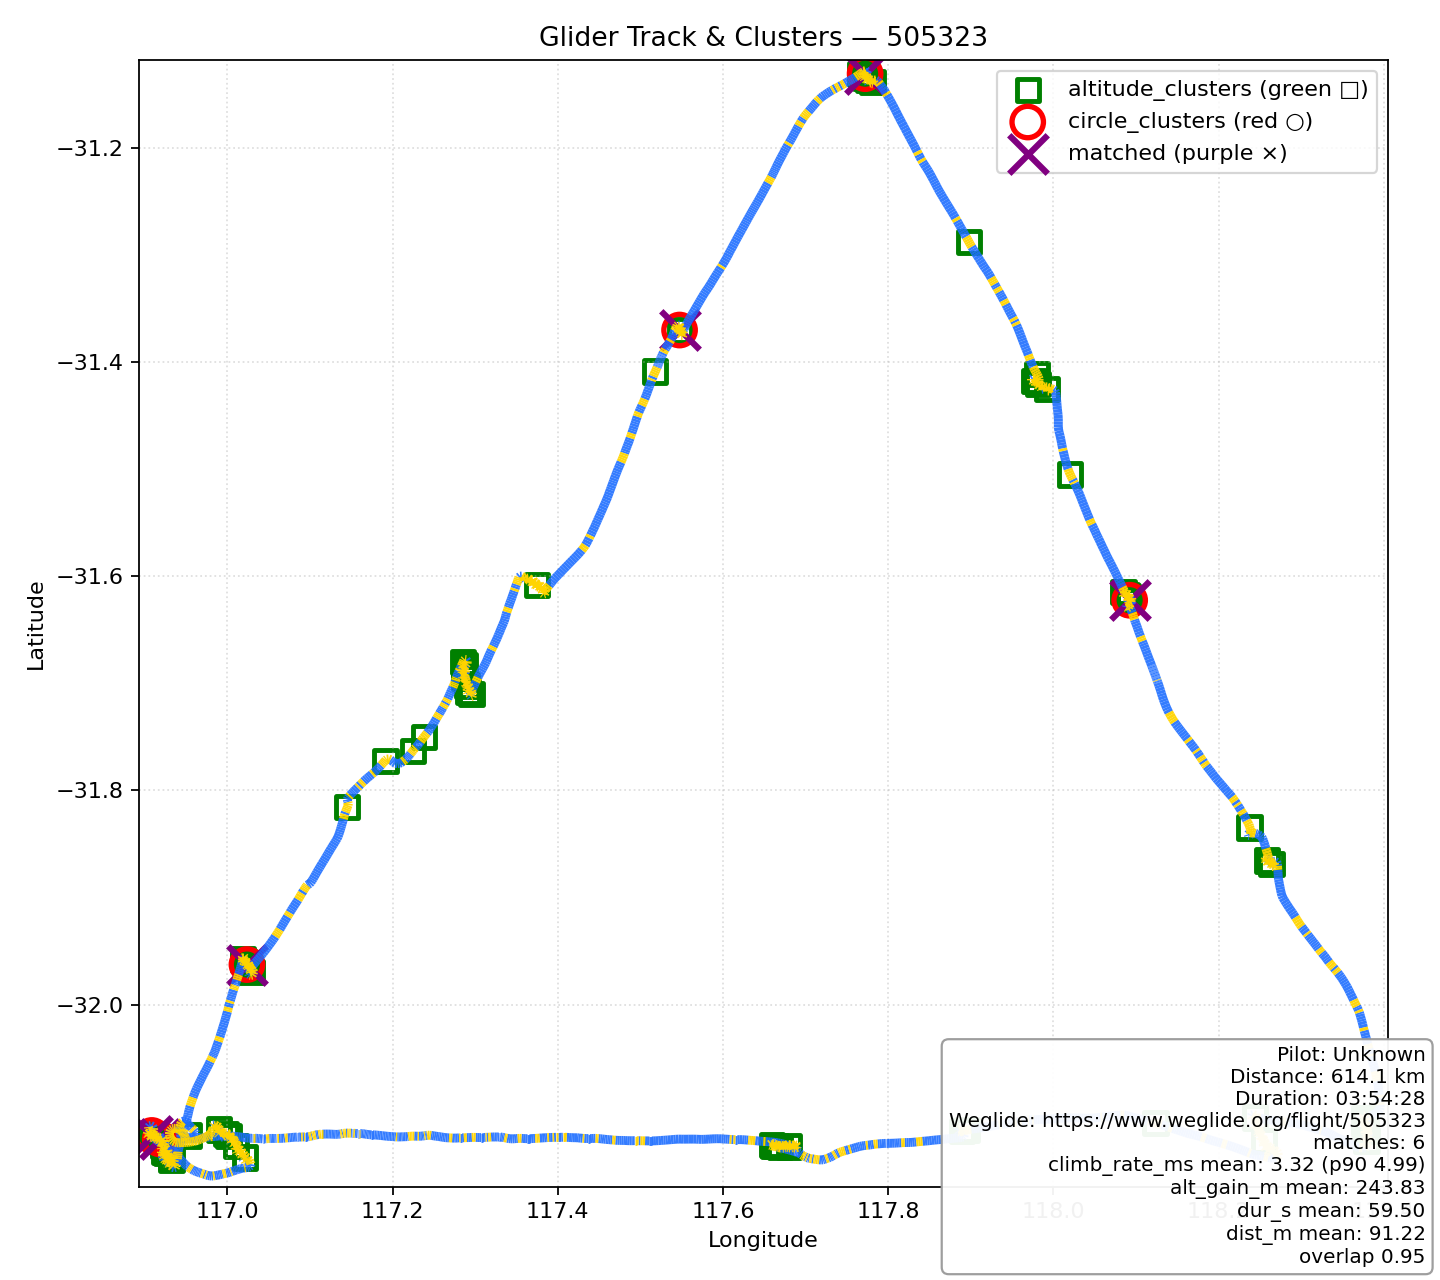 Glider Track & Clusters — 505323
altitude_clusters (green □)
circle_clusters (red ○)
matched (purple ×)
Latitude
−31.2
−31.4
−31.6
−31.8
−32.0
117.0
117.2
117.4
117.6
117.8
118.0
Longitude
Pilot: Unknown
Distance: 614.1 km
Duration: 03:54:28
Weglide: https://www.weglide.org/flight/505323
matches: 6
climb_rate_ms mean: 3.32 (p90 4.99)
alt_gain_m mean: 243.83
dur_s mean: 59.50
dist_m mean: 91.22
overlap 0.95